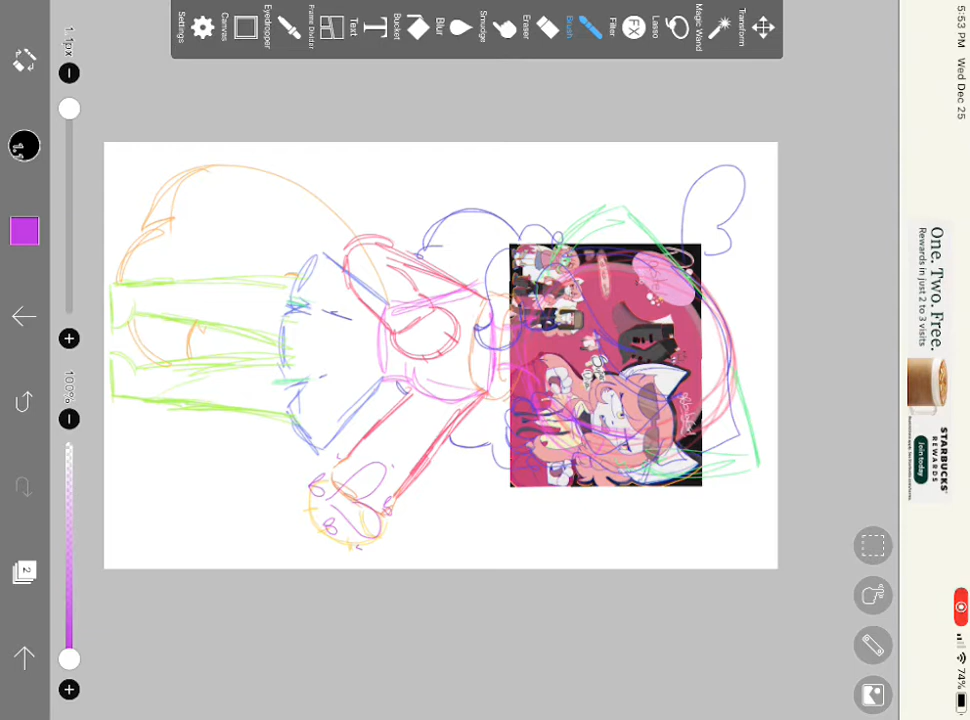 5:53 PM Wed Dec 25
74%
One. Two. Free.
Rewards in just 2 to 3 visits
STARBUCKS
REWARDS
Join today
Transform
Magic Wand
Lasso
Filter
FX
Brush
Eraser
Smudge
Blur
Bucket
Text
T
Frame Divider
Eyedropper
Canvas
Settings
1.1px
100%
2